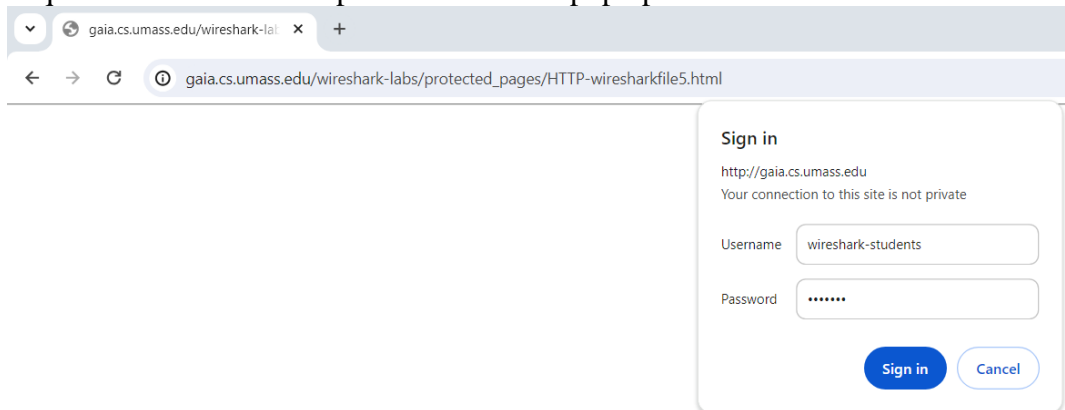 gaia.cs.umass.edu/wireshark-lab
gaia.cs.umass.edu/wireshark-labs/protected_pages/HTTP-wiresharkfile5.html
Sign in
http://gaia.cs.umass.edu
Your connection to this site is not private
Username wireshark-students
Password •••••••
Sign in Cancel